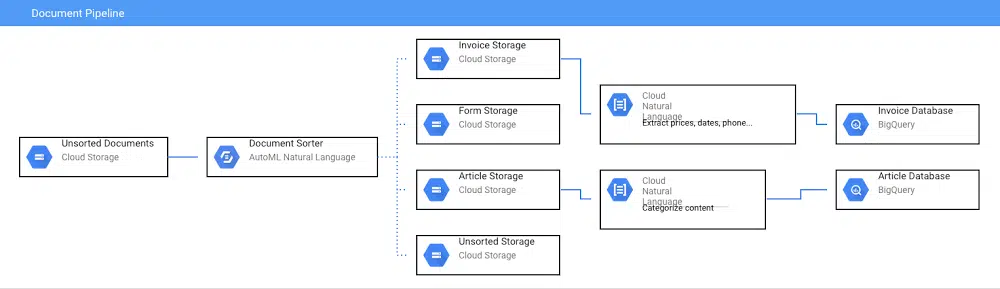 Document Pipeline
Unsorted Documents
Cloud Storage
Document Sorter
AutoML Natural Language
Invoice Storage
Cloud Storage
Form Storage
Cloud Storage
Article Storage
Cloud Storage
Unsorted Storage
Cloud Storage
Cloud
Natural
Language
Extract prices, dates, phone...
Cloud
Natural
Language
Categorize content
Invoice Database
BigQuery
Article Database
BigQuery